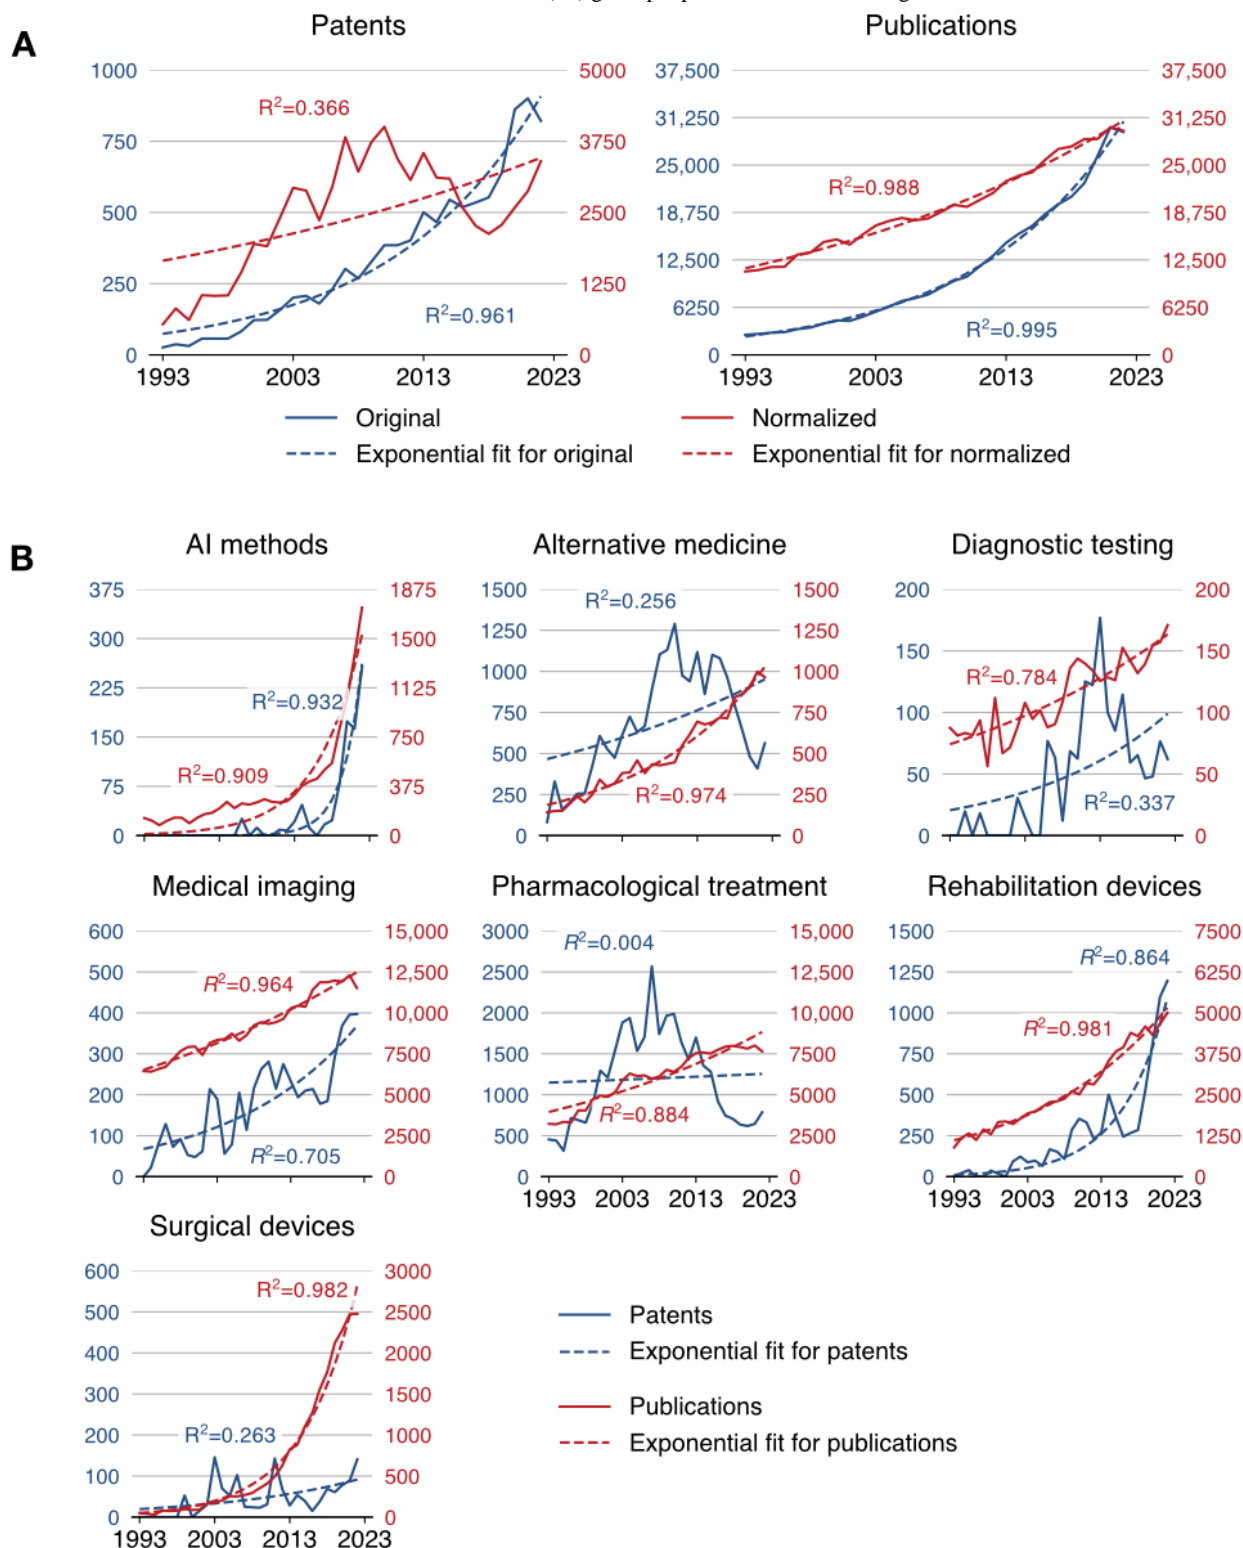 A
Patents
Publications
1000
750
500
250
0
5000
3750
2500
1250
0
R²=0.366
R²=0.961
1993 2003 2013 2023
37,500
31,250
25,000
18,750
12,500
6250
0
37,500
31,250
25,000
18,750
12,500
6250
0
R²=0.988
R²=0.995
1993 2003 2013 2023
Original
Normalized
Exponential fit for original
Exponential fit for normalized
B
AI methods
375
300
225
150
75
0
1875
1500
1125
750
375
0
R²=0.932
R²=0.909
Alternative medicine
1500
1250
1000
750
500
250
0
1500
1250
1000
750
500
250
0
R²=0.256
R²=0.974
Diagnostic testing
200
150
100
50
0
200
150
100
50
0
R²=0.784
R²=0.337
Medical imaging
600
500
400
300
200
100
0
15,000
12,500
10,000
7500
5000
2500
0
R²=0.964
R²=0.705
Pharmacological treatment
3000
2500
2000
1500
1000
500
0
15,000
12,500
10,000
7500
5000
2500
0
R²=0.004
R²=0.884
1993 2003 2013 2023
Rehabilitation devices
1500
1250
1000
750
500
250
0
7500
6250
5000
3750
2500
1250
0
R²=0.864
R²=0.981
1993 2003 2013 2023
Surgical devices
600
500
400
300
200
100
0
3000
2500
2000
1500
1000
500
0
R²=0.982
R²=0.263
1993 2003 2013 2023
Patents
Exponential fit for patents
Publications
Exponential fit for publications